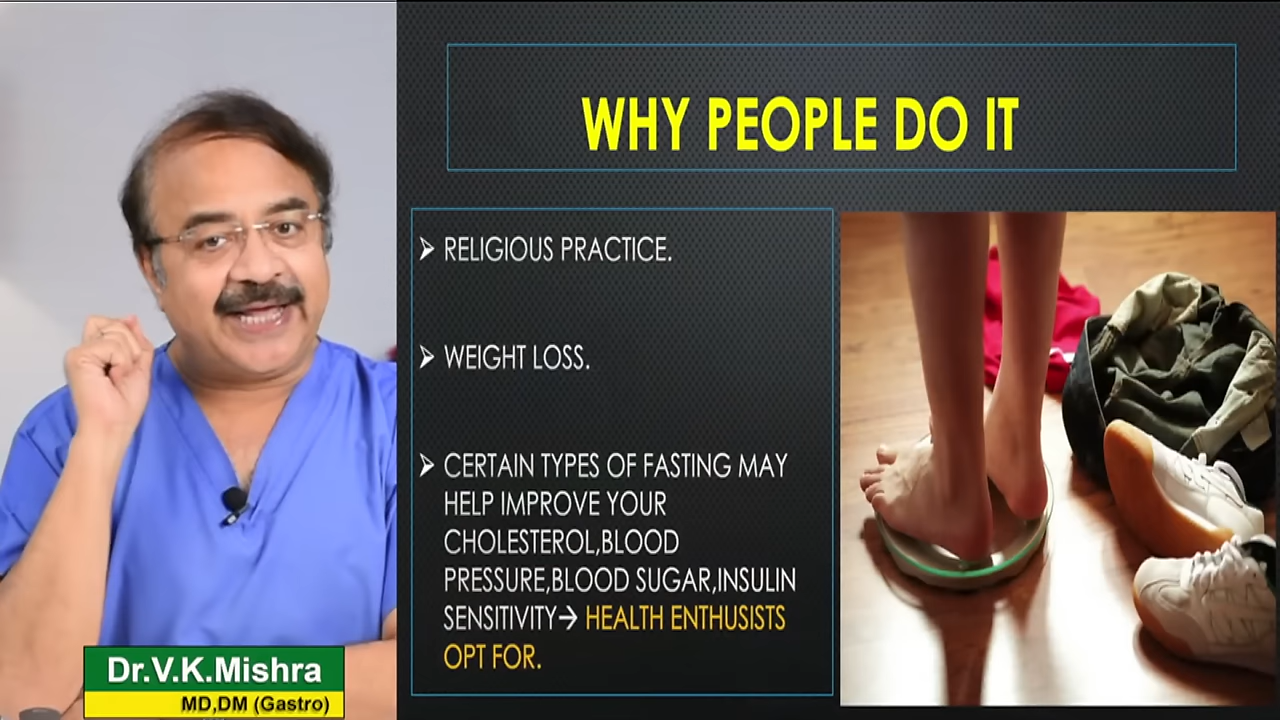 WHY PEOPLE DO IT
➢ RELIGIOUS PRACTICE.
➢ WEIGHT LOSS.
➢ CERTAIN TYPES OF FASTING MAY
HELP IMPROVE YOUR
CHOLESTEROL,BLOOD
PRESSURE,BLOOD SUGAR,INSULIN
SENSITIVITY→ HEALTH ENTHUSISTS
OPT FOR.
Dr.V.K.Mishra
MD,DM (Gastro)